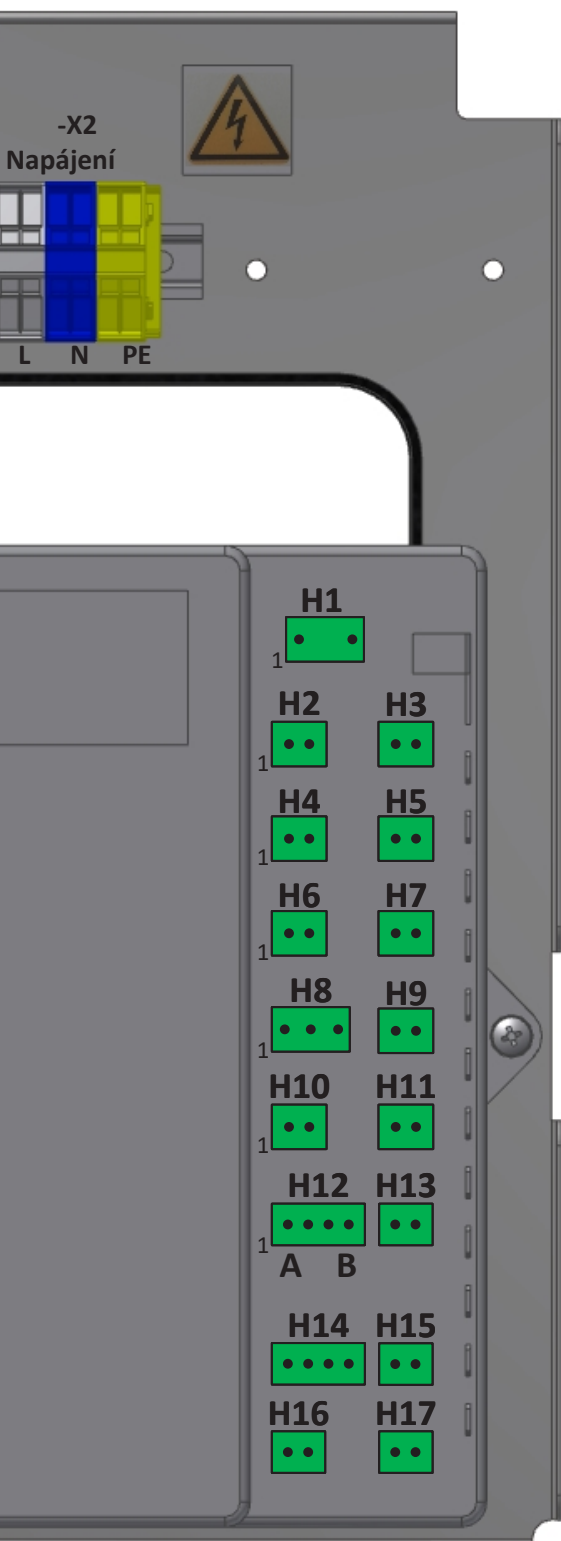 -X2
Napájení
L N PE
H1
1
H2 H3
1
H4 H5
1
H6 H7
1
H8 H9
1
H10 H11
1
H12 H13
1
A B
H14 H15
H16 H17